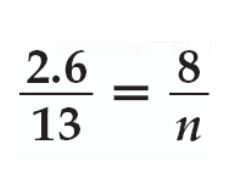 2.6/13 = 8/n